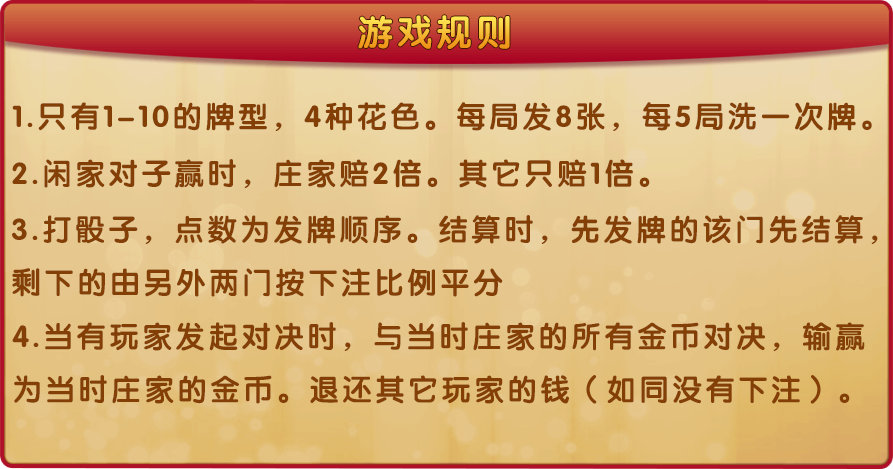 游戏规则
1.只有1-10的牌型，4种花色。每局发8张，每5局洗一次牌。
2.闲家对子赢时，庄家赔2倍。其它只赔1倍。
3.打骰子，点数为发牌顺序。结算时，先发牌的该门先结算，
剩下的由另外两门按下注比例平分
4.当有玩家发起对决时，与当时庄家的所有金币对决，输赢
为当时庄家的金币。退还其它玩家的钱（如同没有下注）。